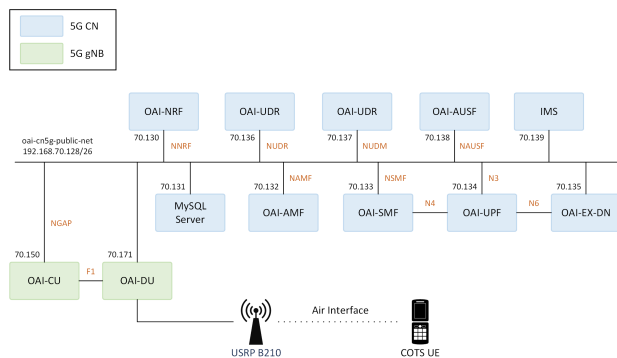 5G CN
5G gNB
OAI-NRF
OAI-UDR
OAI-UDR
OAI-AUSF
IMS
oai-cn5g-public-net
192.168.70.128/26
70.130
NNRF
70.136
NUDR
70.137
NUDM
70.138
NAUSF
70.139
70.131
70.132
NAMF
70.133
NSMF
70.134
N3
70.135
MySQL
Server
OAI-AMF
OAI-SMF
N4
OAI-UPF
N6
OAI-EX-DN
NGAP
70.150
70.171
OAI-CU
F1
OAI-DU
Air Interface
USRP B210
COTS UE